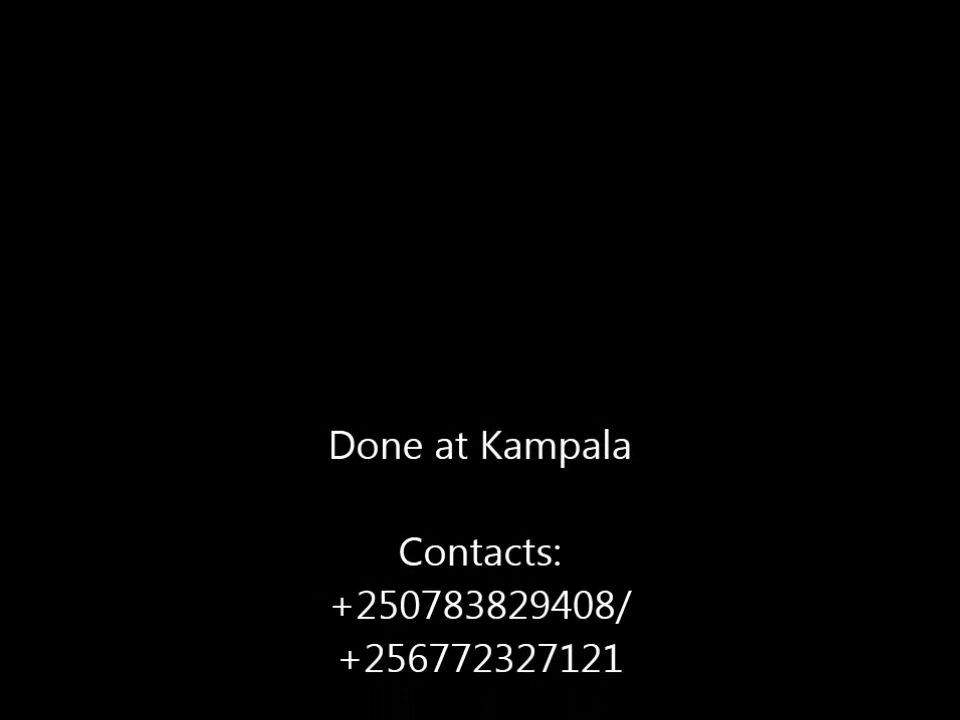 Done at Kampala
Contacts:
+250783829408/
+256772327121